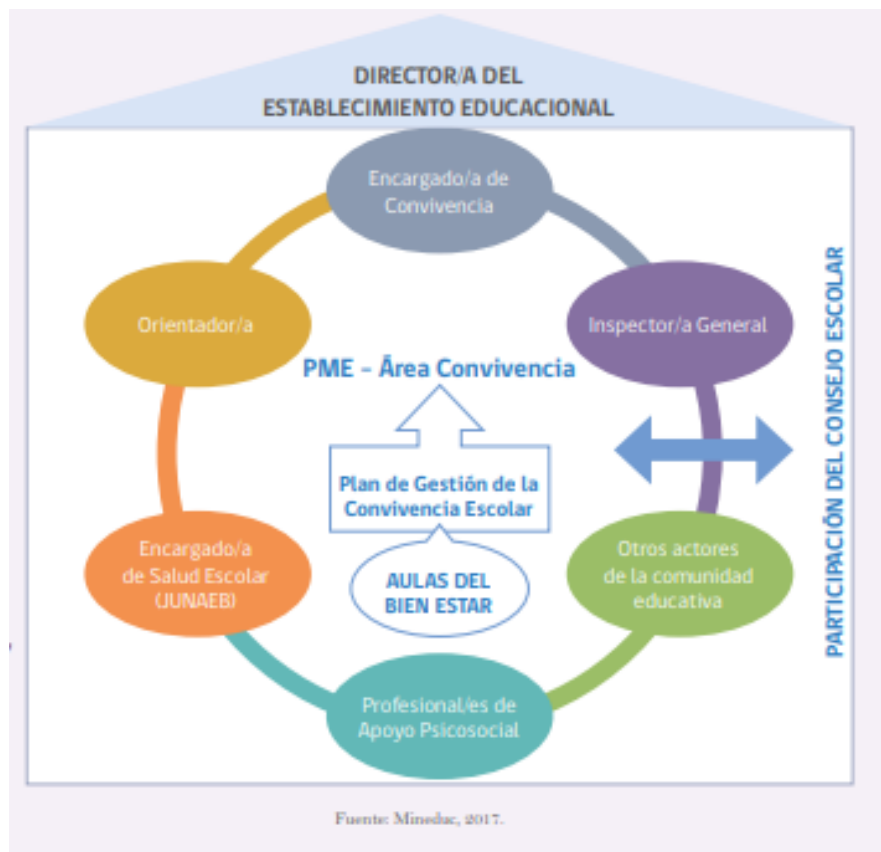 DIRECTOR/A DEL
ESTABLECIMIENTO EDUCACIONAL
Encargado/a de
Convivencia
Orientador/a
Inspector/a General
PME – Área Convivencia
Plan de Gestión de la
Convivencia Escolar
AULAS DEL
BIEN ESTAR
Encargado/a
de Salud Escolar
(JUNAEB)
Otros actores
de la comunidad
educativa
Profesional/es de
Apoyo Psicosocial
PARTICIPACIÓN DEL CONSEJO ESCOLAR
Fuente: Mineduc, 2017.